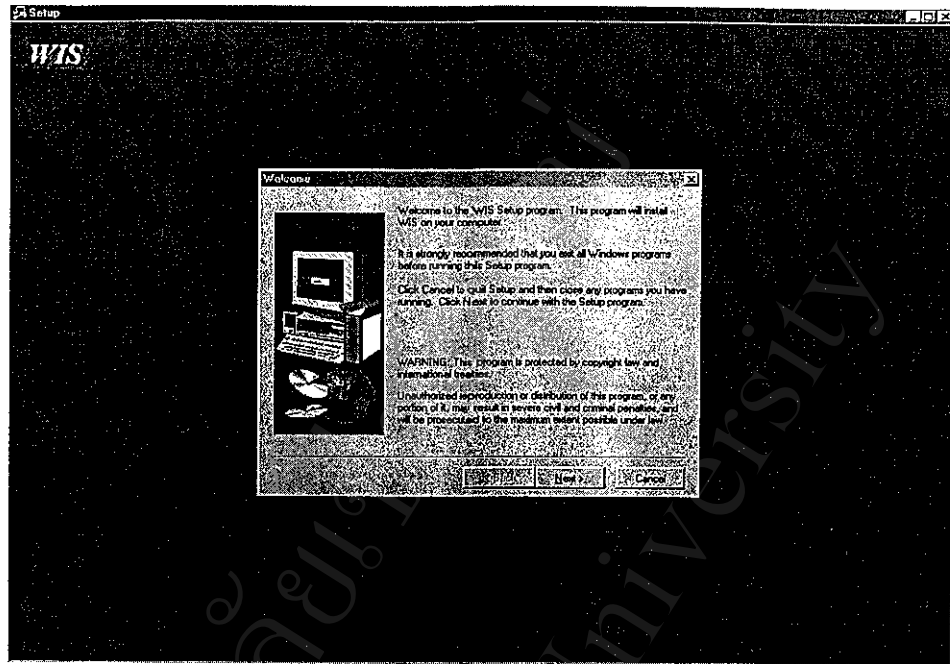 Setup
WIS
Welcome
Welcome to the WIS Setup program. This program will install
WIS on your computer.
It is strongly recommended that you exit all Windows programs
before running this Setup program.
Click Cancel to quit Setup and then close any programs you have
running. Click Next to continue with the Setup program.
WARNING: This program is protected by copyright law and
international treaties.
Unauthorized reproduction or distribution of this program, or any
portion of it, may result in severe civil and criminal penalties, and
will be prosecuted to the maximum extent possible under law.
Next >
Cancel
University